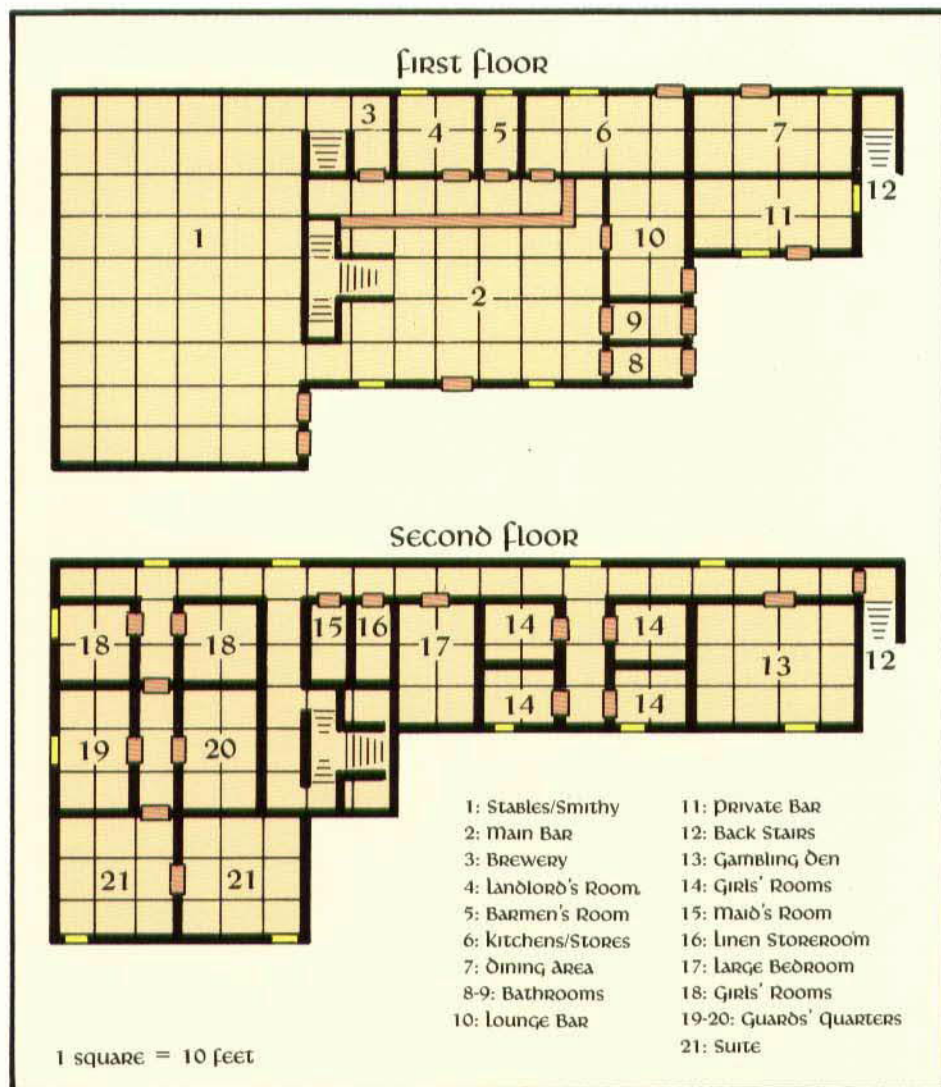 First Floor
3
4
5
6
7
12
1
11
10
2
9
8
Second Floor
18
18
15
16
17
14
14
13
12
19
20
14
14
21
21
1: Stables/Smithy
2: Main Bar
3: Brewery
4: Landlord's Room
5: Barmen's Room
6: Kitchens/Stores
7: Dining Area
8-9: Bathrooms
10: Lounge Bar
11: Private Bar
12: Back Stairs
13: Gambling Den
14: Girls' Rooms
15: Maid's Room
16: Linen Storeroom
17: Large Bedroom
18: Girls' Rooms
19-20: Guards' Quarters
21: Suite
1 square = 10 feet